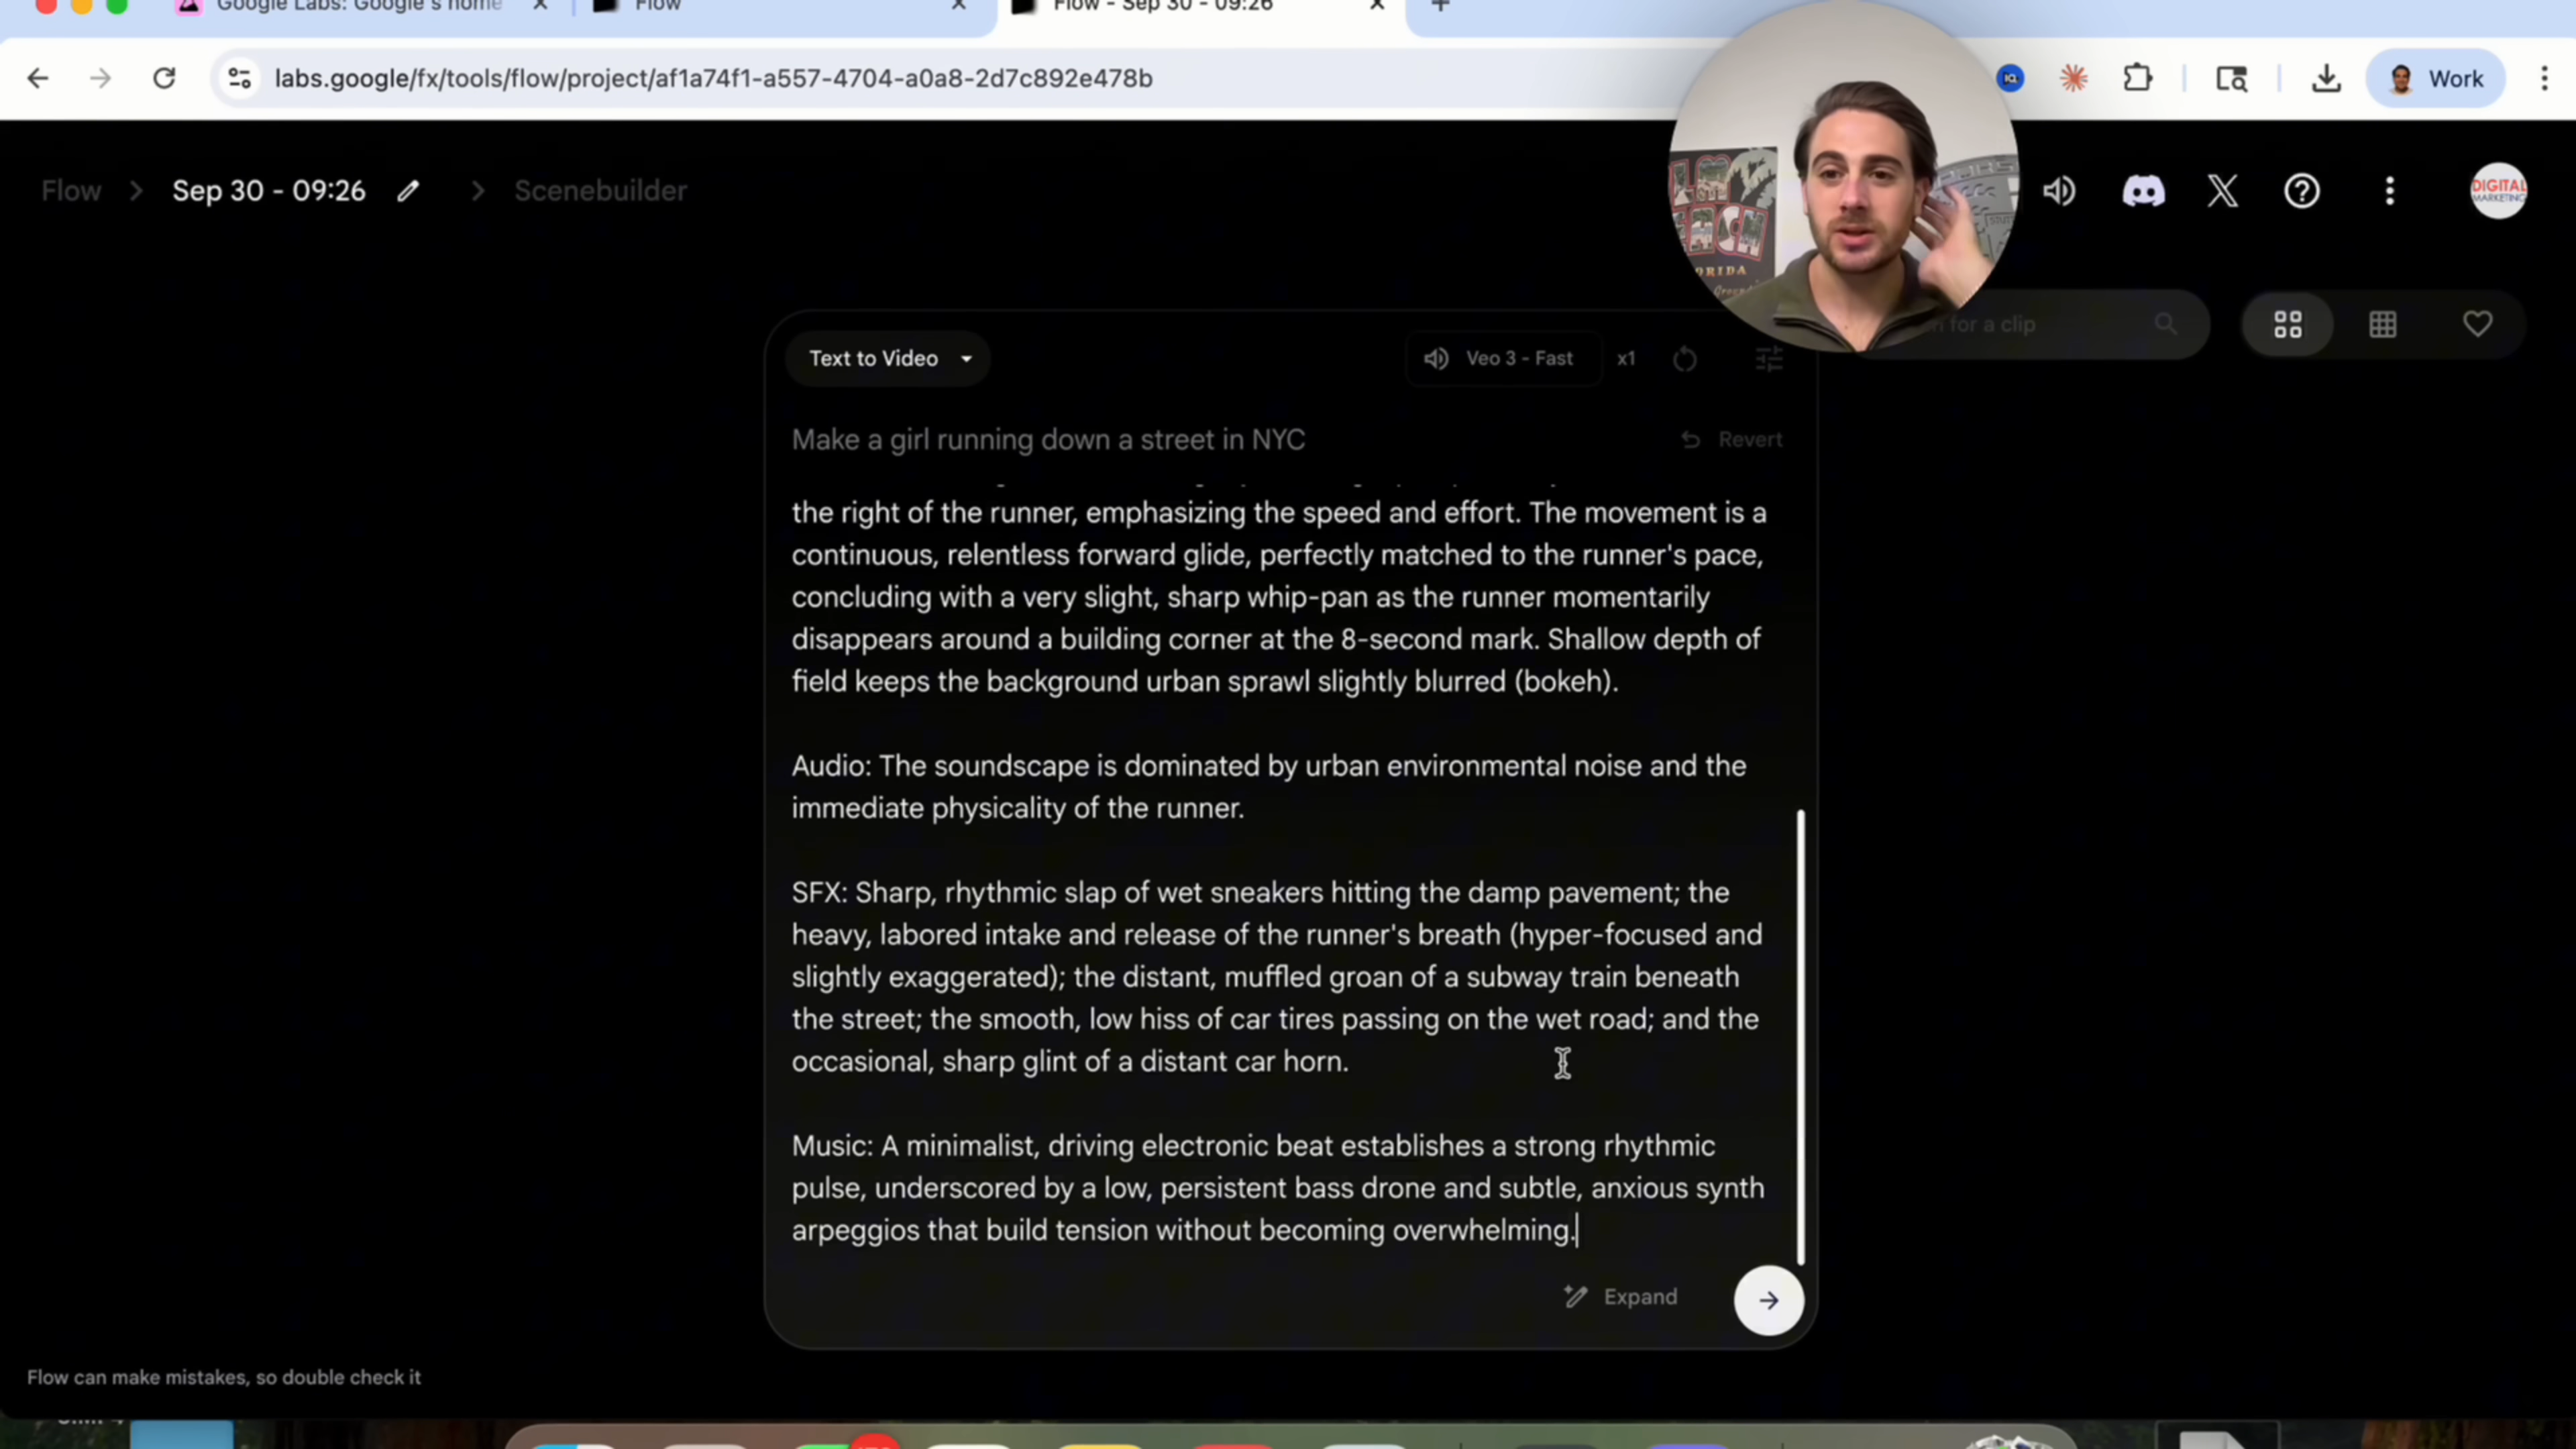 Google Labs: Google's home
Flow
Flow - Sep 30 - 09:26
labs.google/fx/tools/flow/project/af1a74f1-a557-4704-a0a8-2d7c892e478b
Work
Flow
Sep 30 - 09:26
Scenebuilder
DIGITAL
MARKETING
ORIDA
for a clip
Text to Video
Veo 3 - Fast
x1
Make a girl running down a street in NYC
Revert
the right of the runner, emphasizing the speed and effort. The movement is a
continuous, relentless forward glide, perfectly matched to the runner's pace,
concluding with a very slight, sharp whip-pan as the runner momentarily
disappears around a building corner at the 8-second mark. Shallow depth of
field keeps the background urban sprawl slightly blurred (bokeh).
Audio: The soundscape is dominated by urban environmental noise and the
immediate physicality of the runner.
SFX: Sharp, rhythmic slap of wet sneakers hitting the damp pavement; the
heavy, labored intake and release of the runner's breath (hyper-focused and
slightly exaggerated); the distant, muffled groan of a subway train beneath
the street; the smooth, low hiss of car tires passing on the wet road; and the
occasional, sharp glint of a distant car horn.
Music: A minimalist, driving electronic beat establishes a strong rhythmic
pulse, underscored by a low, persistent bass drone and subtle, anxious synth
arpeggios that build tension without becoming overwhelming.
Expand
Flow can make mistakes, so double check it